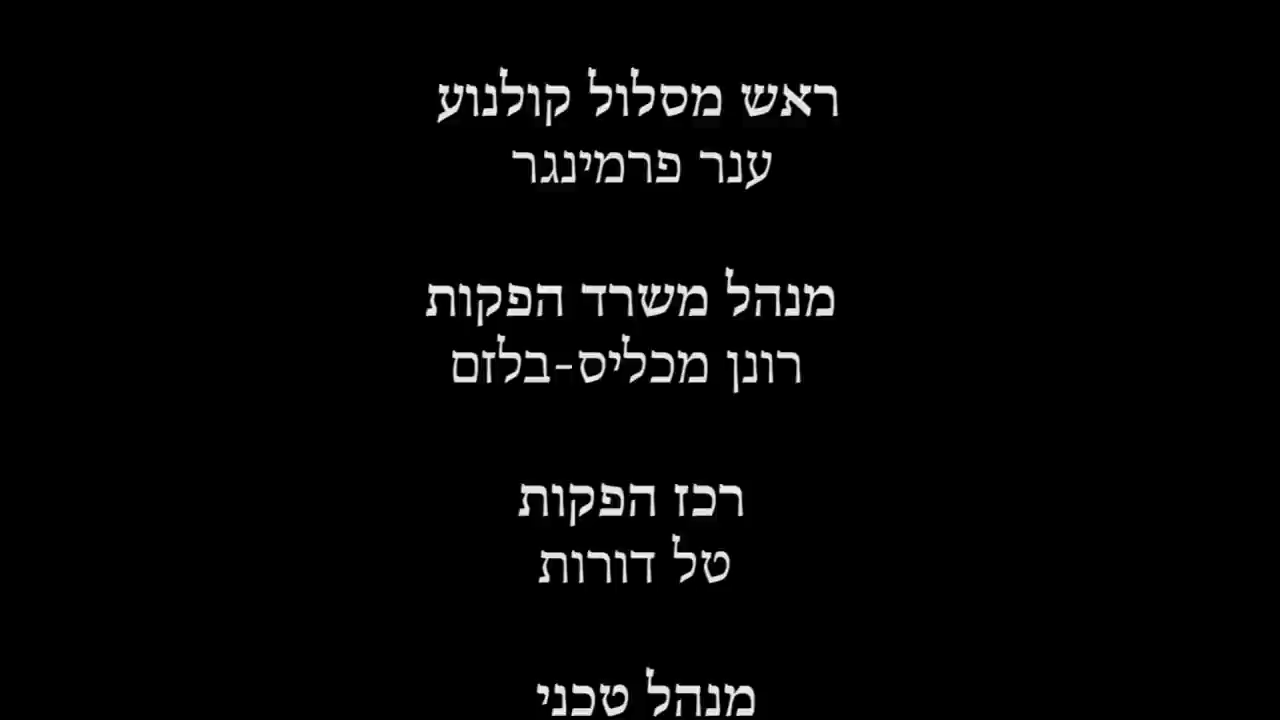 ראש מסלול קולנוע
ענר פרמינגר
מנהל משרד הפקות
רונן מכליס-בלזם
רכז הפקות
טל דורות
מנהל טכני